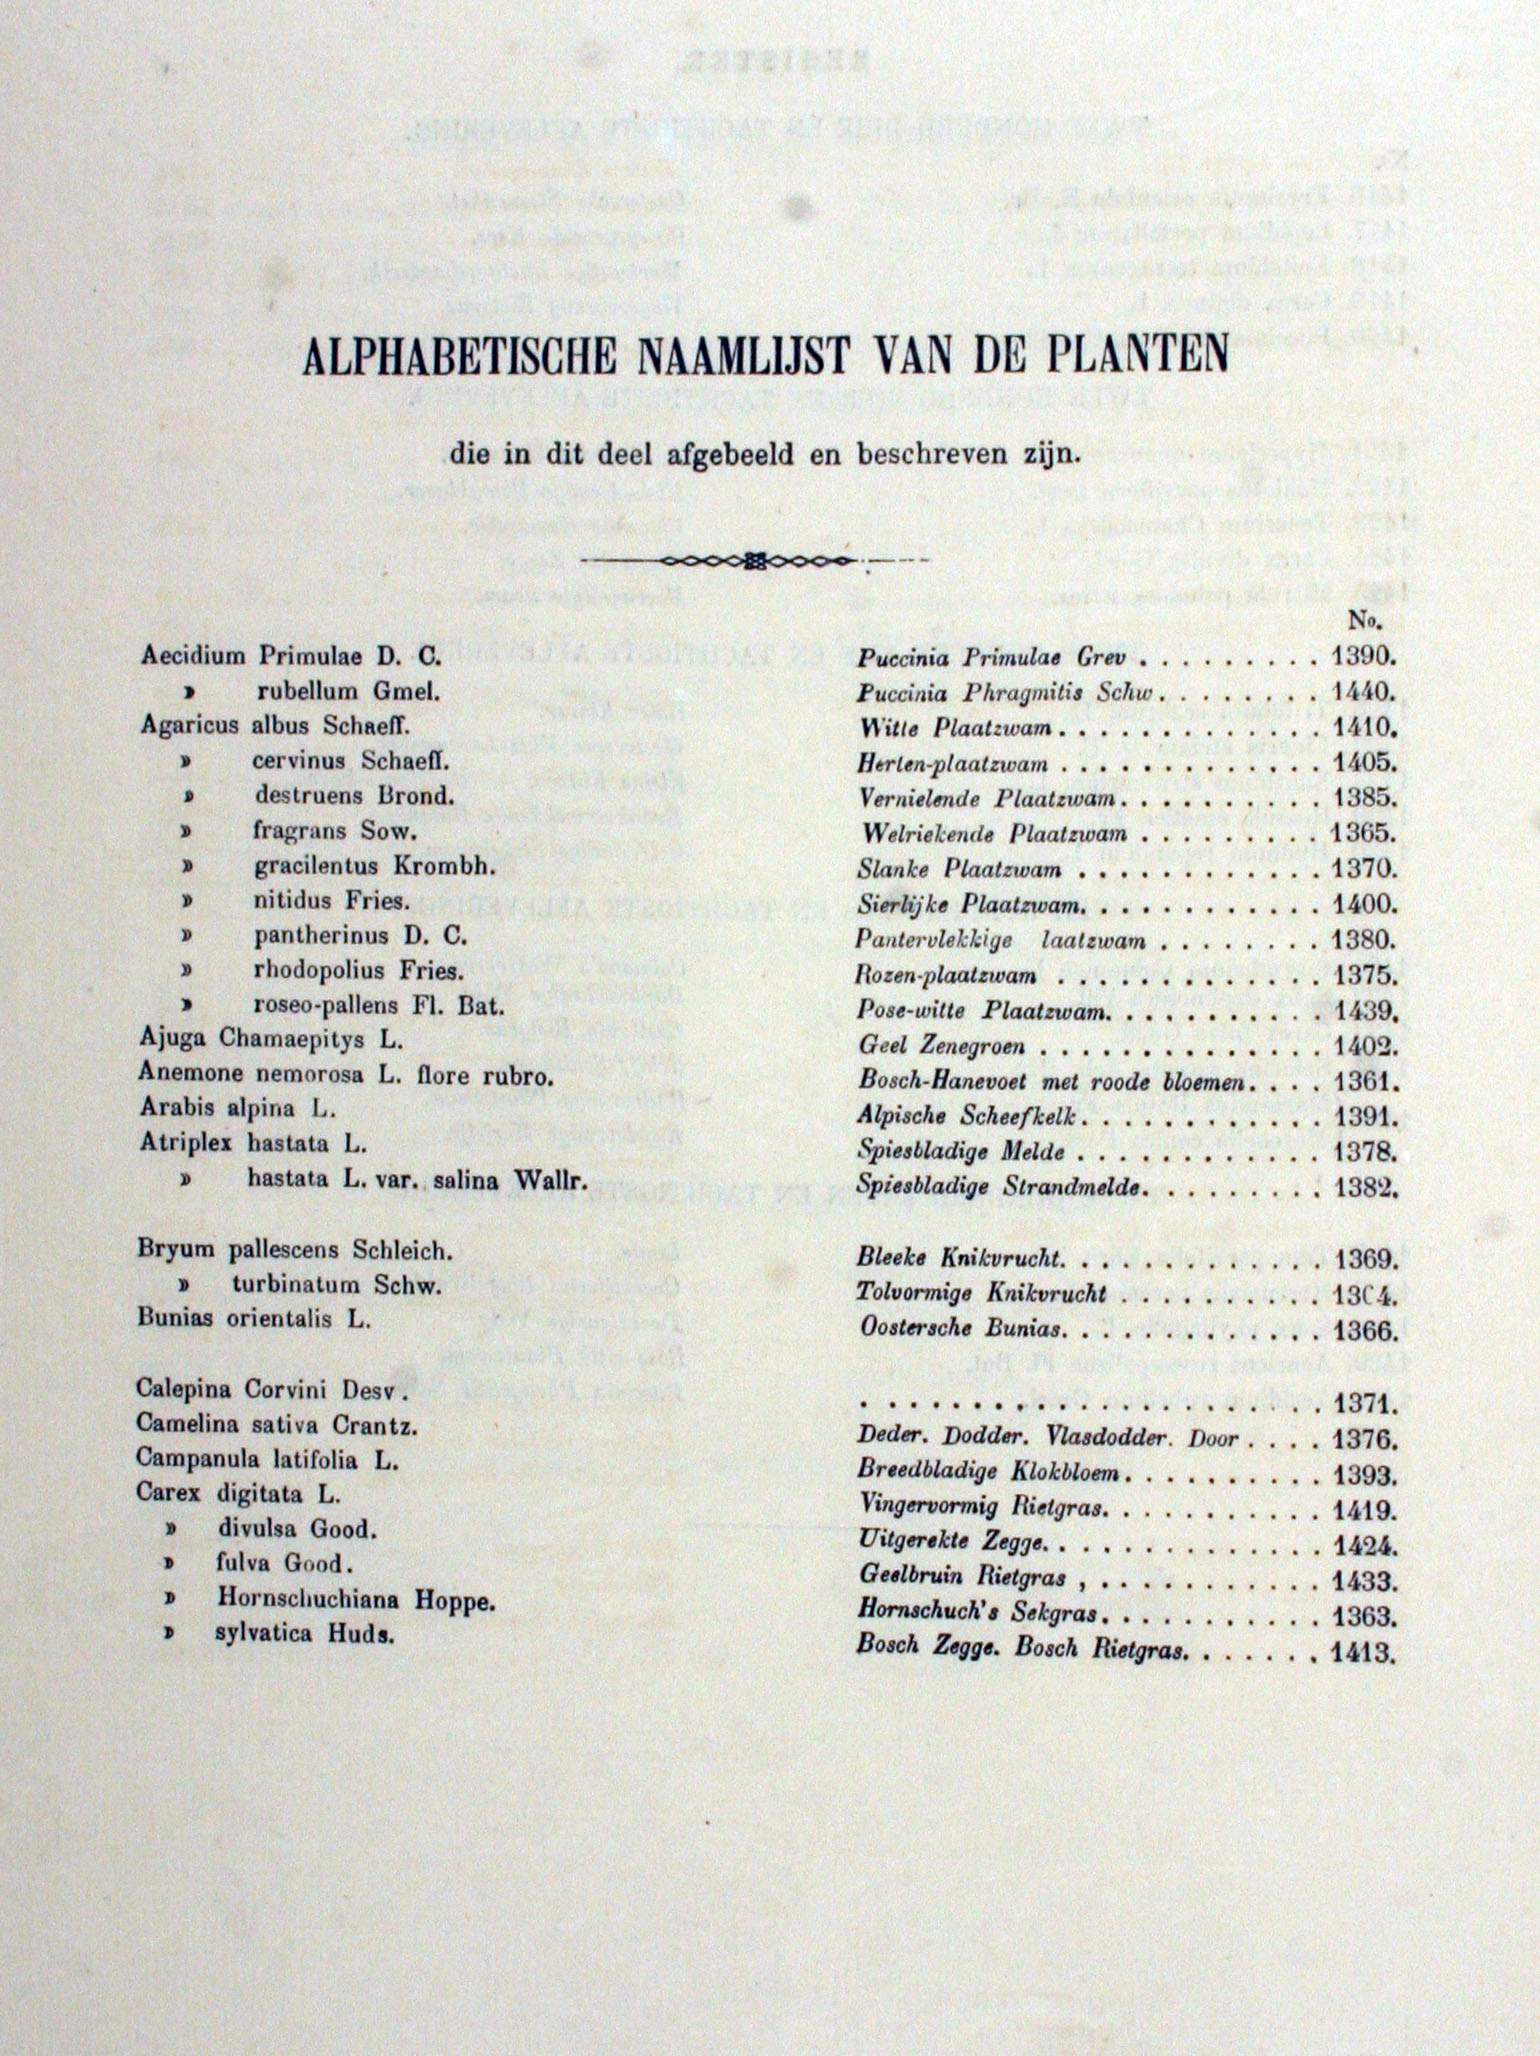 ALPHABETISCHE NAAMLIJST VAN DE PLANTEN
die in dit deel afgebeeld en beschreven zijn.
No.
Aecidium Primulae D. C. Puccinia Primulae Grev . . . . . . . . . 1390.
» rubellum Gmel. Puccinia Phragmitis Schw. . . . . . . . 1440.
Agaricus albus Schaeff. Witte Plaatzwam. . . . . . . . . . . . . 1410.
» cervinus Schaeff. Herten-plaatzwam . . . . . . . . . . . . . 1405.
» destruens Brond. Vernielende Plaatzwam. . . . . . . . . . 1385.
» fragrans Sow. Welriekende Plaatzwam . . . . . . . . . 1365.
» gracilentus Krombh. Slanke Plaatzwam . . . . . . . . . . . . 1370.
» nitidus Fries. Sierlijke Plaatzwam. . . . . . . . . . . . 1400.
» pantherinus D. C. Pantervlekkige laatzwam . . . . . . . . 1380.
» rhodopolius Fries. Rozen-plaatzwam . . . . . . . . . . . . . 1375.
» roseo-pallens Fl. Bat. Pose-witte Plaatzwam. . . . . . . . . . . 1439.
Ajuga Chamaepitys L. Geel Zenegroen . . . . . . . . . . . . . . 1402.
Anemone nemorosa L. flore rubro. Bosch-Hanevoet met roode bloemen. . . . 1361.
Arabis alpina L. Alpische Scheefkelk. . . . . . . . . . . . 1391.
Atriplex hastata L. Spiesbladige Melde . . . . . . . . . . . . 1378.
» hastata L. var. salina Wallr. Spiesbladige Strandmelde. . . . . . . . . 1382.
Bryum pallescens Schleich. Bleeke Knikvrucht. . . . . . . . . . . . . 1369.
» turbinatum Schw. Tolvormige Knikvrucht . . . . . . . . . . 1364.
Bunias orientalis L. Oostersche Bunias. . . . . . . . . . . . . 1366.
Calepina Corvini Desv. . . . . . . . . . . . . . . . . . . . . . . . 1371.
Camelina sativa Crantz. Deder. Dodder. Vlasdodder. Door . . . . 1376.
Campanula latifolia L. Breedbladige Klokbloem. . . . . . . . . . 1393.
Carex digitata L. Vingervormig Rietgras. . . . . . . . . . . 1419.
» divulsa Good. Uitgerekte Zegge. . . . . . . . . . . . . . 1424.
» fulva Good. Geelbruin Rietgras , . . . . . . . . . . . 1433.
» Hornschuchiana Hoppe. Hornschuch's Sekgras. . . . . . . . . . . 1363.
» sylvatica Huds. Bosch Zegge. Bosch Rietgras. . . . . . . 1413.